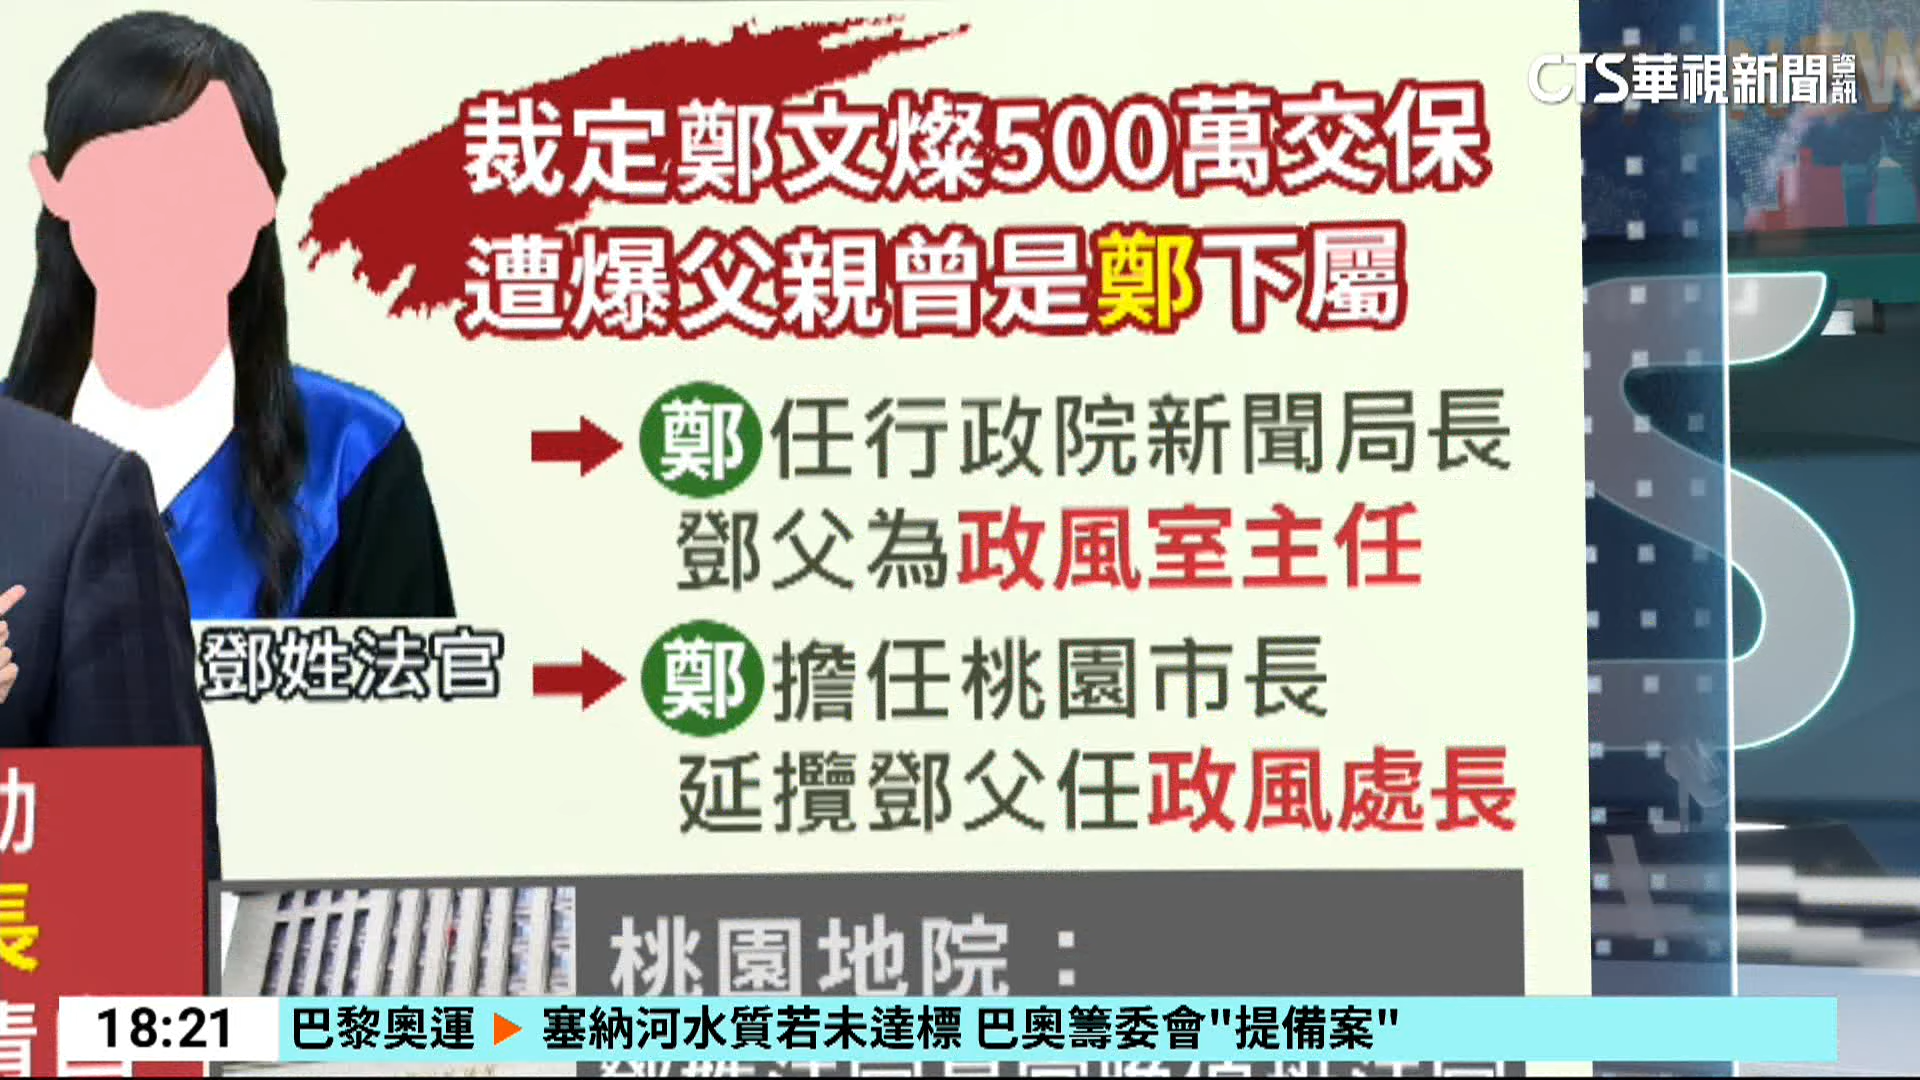 CTS華視新聞資訊
裁定鄭文燦500萬交保
遭爆父親曾是鄭下屬
鄭任行政院新聞局長
鄧父為政風室主任
鄧姓法官
鄭擔任桃園市長
延攬鄧父任政風處長
桃園地院：
18:21 巴黎奧運 ▶ 塞納河水質若未達標 巴奧籌委會"提備案"